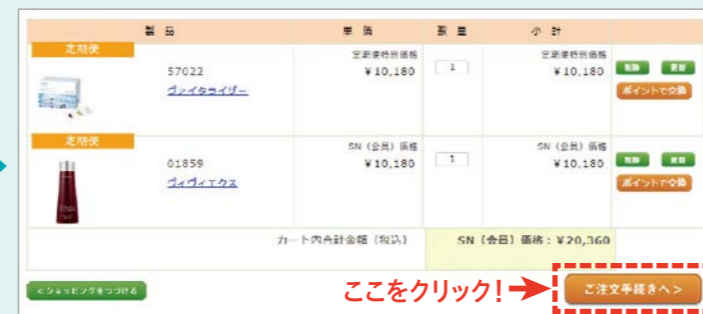 製品 単価 数量 小計
定期便
57022
ヴァイタライザー
定期便特別価格
¥10,180
1
定期便特別価格
¥10,180
削除 更新
ポイントで交換
定期便
01859
ヴィヴィエクス
SN（会員）価格
¥10,180
1
SN（会員）価格
¥10,180
削除 更新
ポイントで交換
カート内合計金額（税込） SN（会員）価格：¥20,360
<ショッピングをつづける
ここをクリック！
ご注文手続きへ>